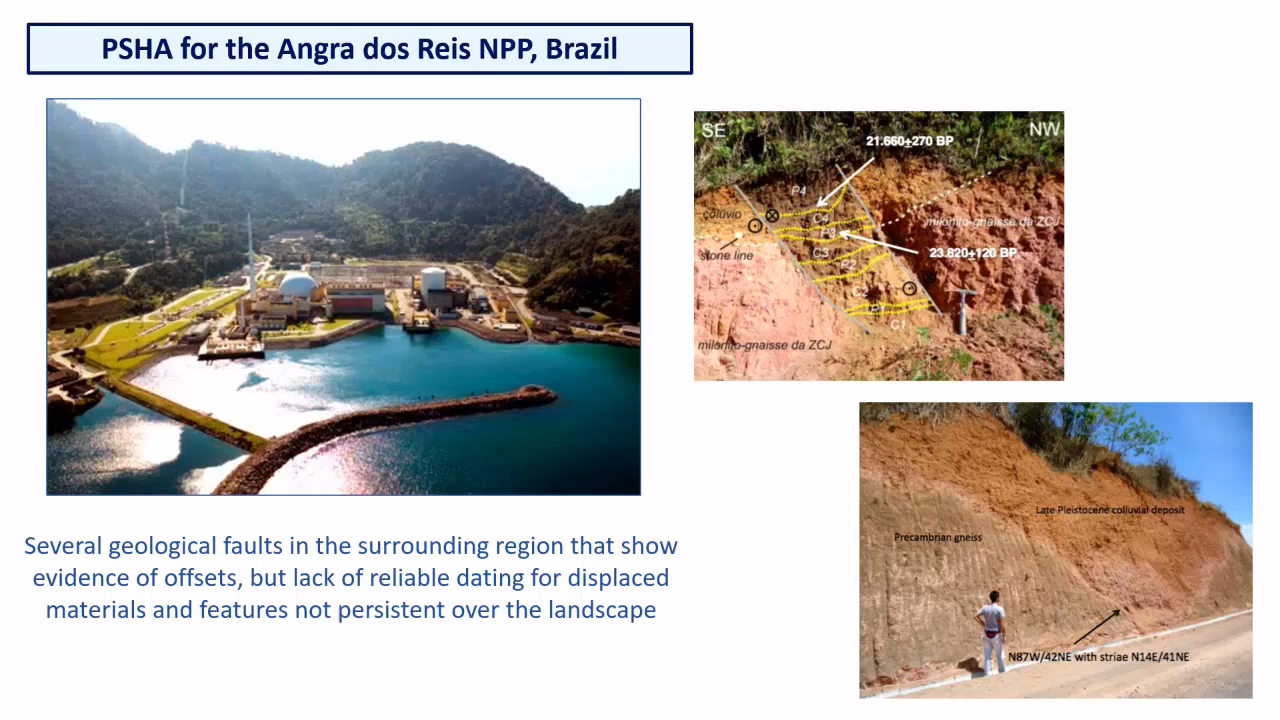 PSHA for the Angra dos Reis NPP, Brazil
SE
NW
21.660±270 BP
P4
colúvio
C4
milonito-gnaisse da ZCJ
P3
stone line
C3
23.820±120 BP
P2
C2
P1
C1
milonito-gnaisse da ZCJ
Late Pleistocene colluvial deposit
Precambrian gneiss
N87W/42NE with striae N14E/41NE
Several geological faults in the surrounding region that show
evidence of offsets, but lack of reliable dating for displaced
materials and features not persistent over the landscape